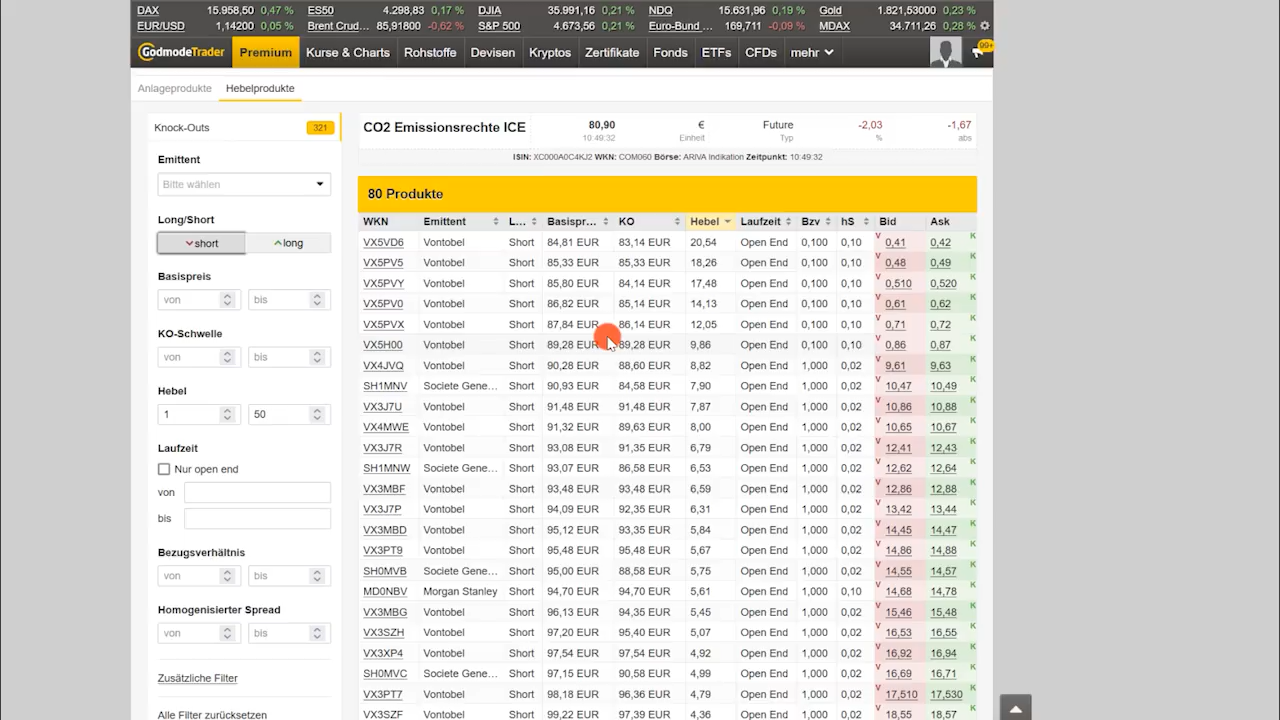 DAX 15.958,50 0,47 % ES50 4.298,83 0,17 % DJIA 35.991,16 0,21 % NDQ 15.631,96 0,19 % Gold 1.821,53000 0,23 %
EUR/USD 1,14200 0,05 % Brent Crud... 85,91800 -0,62 % S&P 500 4.673,56 0,21 % Euro-Bund ... 169,711 -0,09 % MDAX 34.711,26 0,28 %
GodmodeTrader Premium Kurse & Charts Rohstoffe Devisen Kryptos Zertifikate Fonds ETFs CFDs mehr 99+
Anlageprodukte Hebelprodukte
Knock-Outs 321
Emittent
Bitte wählen
Long/Short
short long
Basispreis
von bis
KO-Schwelle
von bis
Hebel
1 50
Laufzeit
Nur open end
von
bis
Bezugsverhältnis
von bis
Homogenisierter Spread
von bis
Zusätzliche Filter
Alle Filter zurücksetzen
CO2 Emissionsrechte ICE 80,90 € Future -2,03 -1,67
10:49:32 Einheit Typ % abs
ISIN: XC000A0C4KJ2 WKN: COM060 Börse: ARIVA Indikation Zeitpunkt: 10:49:32
80 Produkte
WKN Emittent L... Basispr... KO Hebel Laufzeit Bzv hS Bid Ask
VX5VD6 Vontobel Short 84,81 EUR 83,14 EUR 20,54 Open End 0,100 0,10 V 0,41 0,42 K
VX5PV5 Vontobel Short 85,33 EUR 85,33 EUR 18,26 Open End 0,100 0,10 V 0,48 0,49 K
VX5PVY Vontobel Short 85,80 EUR 84,14 EUR 17,48 Open End 0,100 0,10 V 0,510 0,520 K
VX5PV0 Vontobel Short 86,82 EUR 85,14 EUR 14,13 Open End 0,100 0,10 V 0,61 0,62 K
VX5PVX Vontobel Short 87,84 EUR 86,14 EUR 12,05 Open End 0,100 0,10 V 0,71 0,72 K
VX5H00 Vontobel Short 89,28 EUR 89,28 EUR 9,86 Open End 0,100 0,10 V 0,86 0,87 K
VX4JVQ Vontobel Short 90,28 EUR 88,60 EUR 8,82 Open End 1,000 0,02 V 9,61 9,63 K
SH1MNV Societe Gene... Short 90,93 EUR 84,58 EUR 7,90 Open End 1,000 0,02 V 10,47 10,49 K
VX3J7U Vontobel Short 91,48 EUR 91,48 EUR 7,87 Open End 1,000 0,02 V 10,86 10,88 K
VX4MWE Vontobel Short 91,32 EUR 89,63 EUR 8,00 Open End 1,000 0,02 V 10,65 10,67 K
VX3J7R Vontobel Short 93,08 EUR 91,35 EUR 6,79 Open End 1,000 0,02 V 12,41 12,43 K
SH1MNW Societe Gene... Short 93,07 EUR 86,58 EUR 6,53 Open End 1,000 0,02 V 12,62 12,64 K
VX3MBF Vontobel Short 93,48 EUR 93,48 EUR 6,59 Open End 1,000 0,02 V 12,86 12,88 K
VX3J7P Vontobel Short 94,09 EUR 92,35 EUR 6,31 Open End 1,000 0,02 V 13,42 13,44 K
VX3MBD Vontobel Short 95,12 EUR 93,35 EUR 5,84 Open End 1,000 0,02 V 14,45 14,47 K
VX3PT9 Vontobel Short 95,48 EUR 95,48 EUR 5,67 Open End 1,000 0,02 V 14,86 14,88 K
SH0MVB Societe Gene... Short 95,00 EUR 88,58 EUR 5,75 Open End 1,000 0,02 V 14,55 14,57 K
MD0NBV Morgan Stanley Short 94,70 EUR 94,70 EUR 5,61 Open End 1,000 0,10 V 14,68 14,78 K
VX3MBG Vontobel Short 96,13 EUR 94,35 EUR 5,45 Open End 1,000 0,02 V 15,46 15,48 K
VX3SZH Vontobel Short 97,20 EUR 95,40 EUR 5,07 Open End 1,000 0,02 V 16,53 16,55 K
VX3XP4 Vontobel Short 97,54 EUR 97,54 EUR 4,92 Open End 1,000 0,02 V 16,92 16,94 K
SH0MVC Societe Gene... Short 97,15 EUR 90,58 EUR 4,99 Open End 1,000 0,02 V 16,69 16,71 K
VX3PT7 Vontobel Short 98,18 EUR 96,36 EUR 4,79 Open End 1,000 0,02 V 17,510 17,530 K
VX3SZF Vontobel Short 99,22 EUR 97,39 EUR 4,36 Open End 1,000 0,02 V 18,55 18,57 K